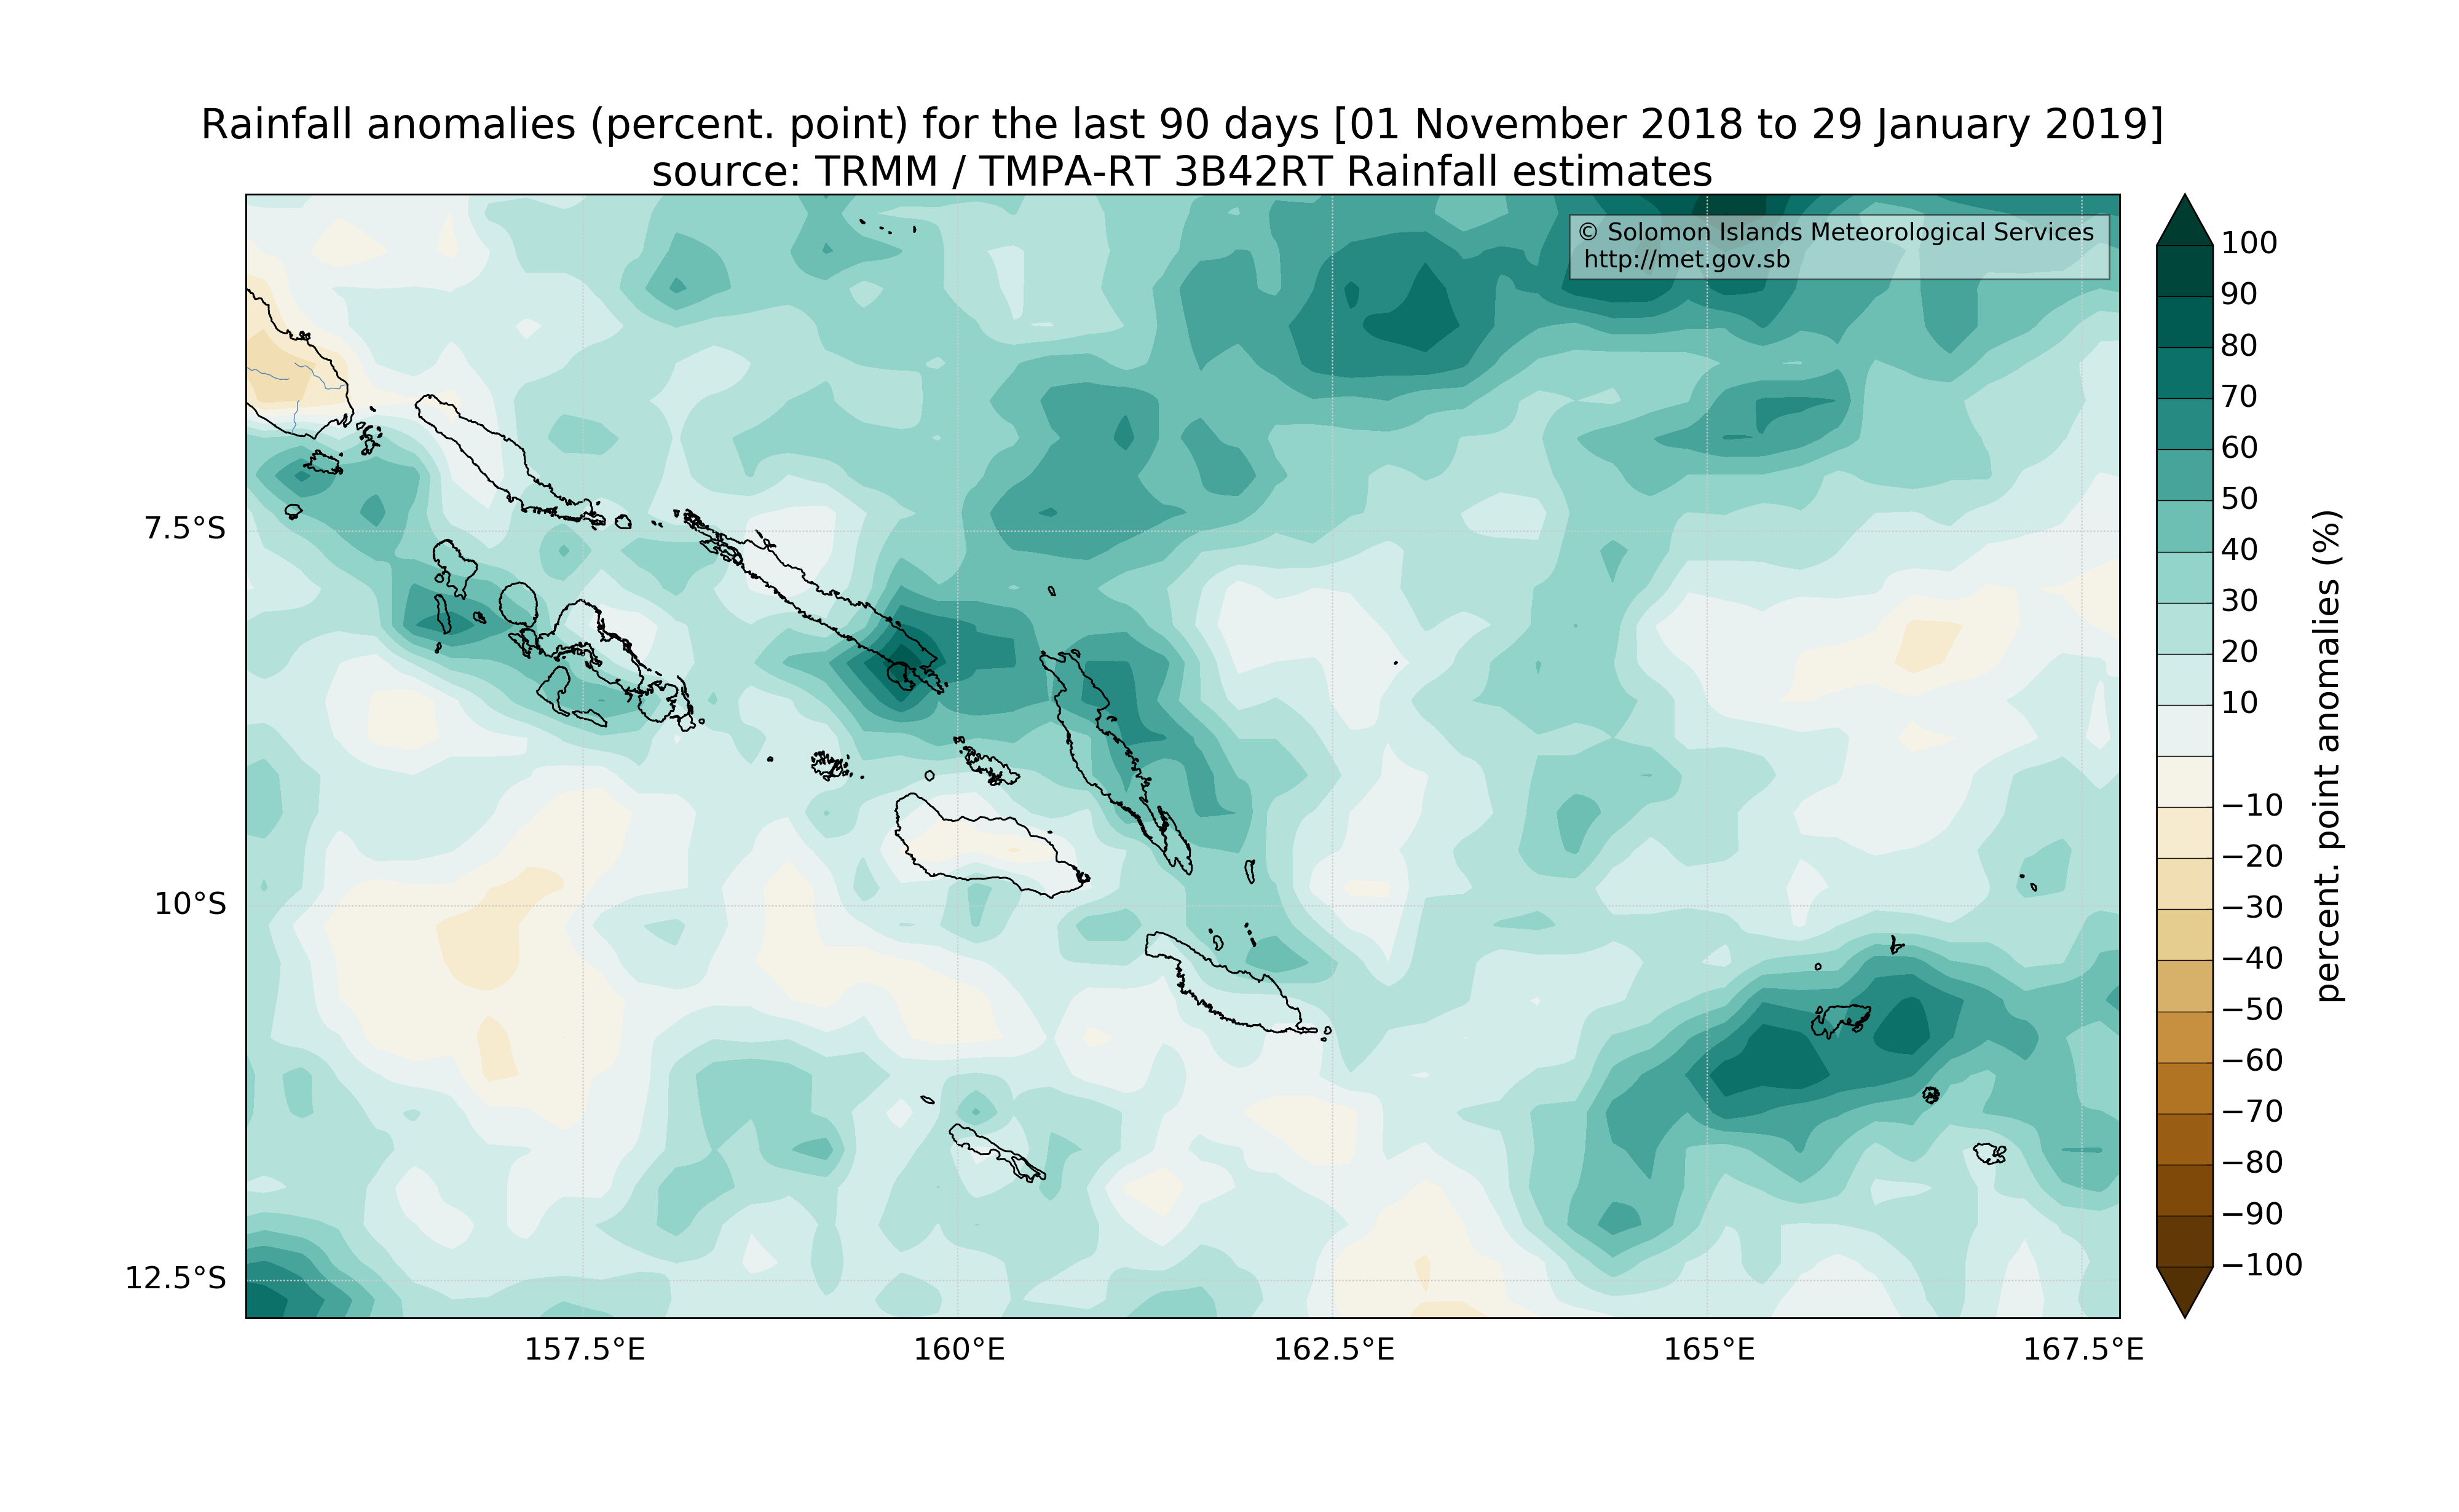 Rainfall anomalies (percent. point) for the last 90 days [01 November 2018 to 29 January 2019]
source: TRMM / TMPA-RT 3B42RT Rainfall estimates
© Solomon Islands Meteorological Services
http://met.gov.sb
7.5°S
10°S
12.5°S
157.5°E
160°E
162.5°E
165°E
167.5°E
100
90
80
70
60
50
40
30
20
10
−10
−20
−30
−40
−50
−60
−70
−80
−90
−100
percent. point anomalies (%)